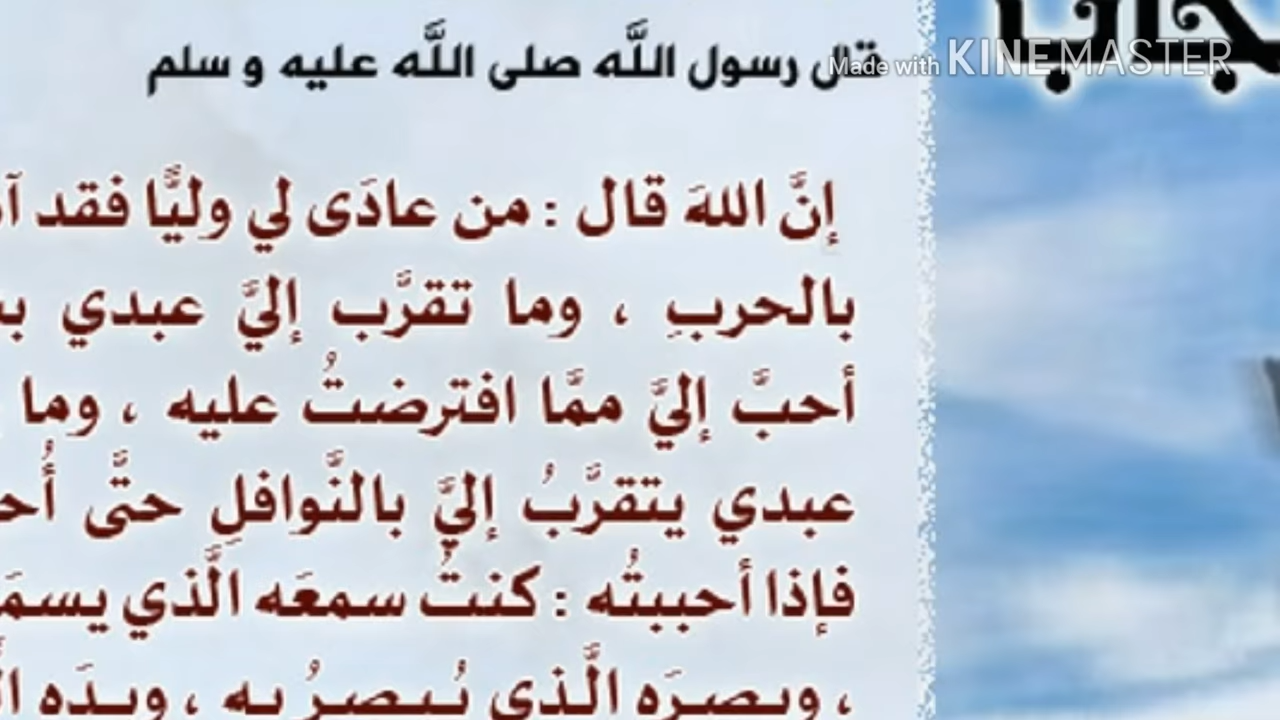 قال رسول اللَّه صلى اللَّه عليه و سلم
Made with KINEMASTER
إنَّ اللهَ قال : من عادَى لي وليًّا فقد
بالحربِ ، وما تقرَّب إليَّ عبدي
أحبَّ إليَّ ممَّا افترضتُ عليه ، وما
عبدي يتقرَّبُ إليَّ بالنَّوافلِ حتَّى
فإذا أحببتُه : كنتُ سمعَه الَّذي
، وبصرَه الَّذي يُبصرُ به ، ويدَه